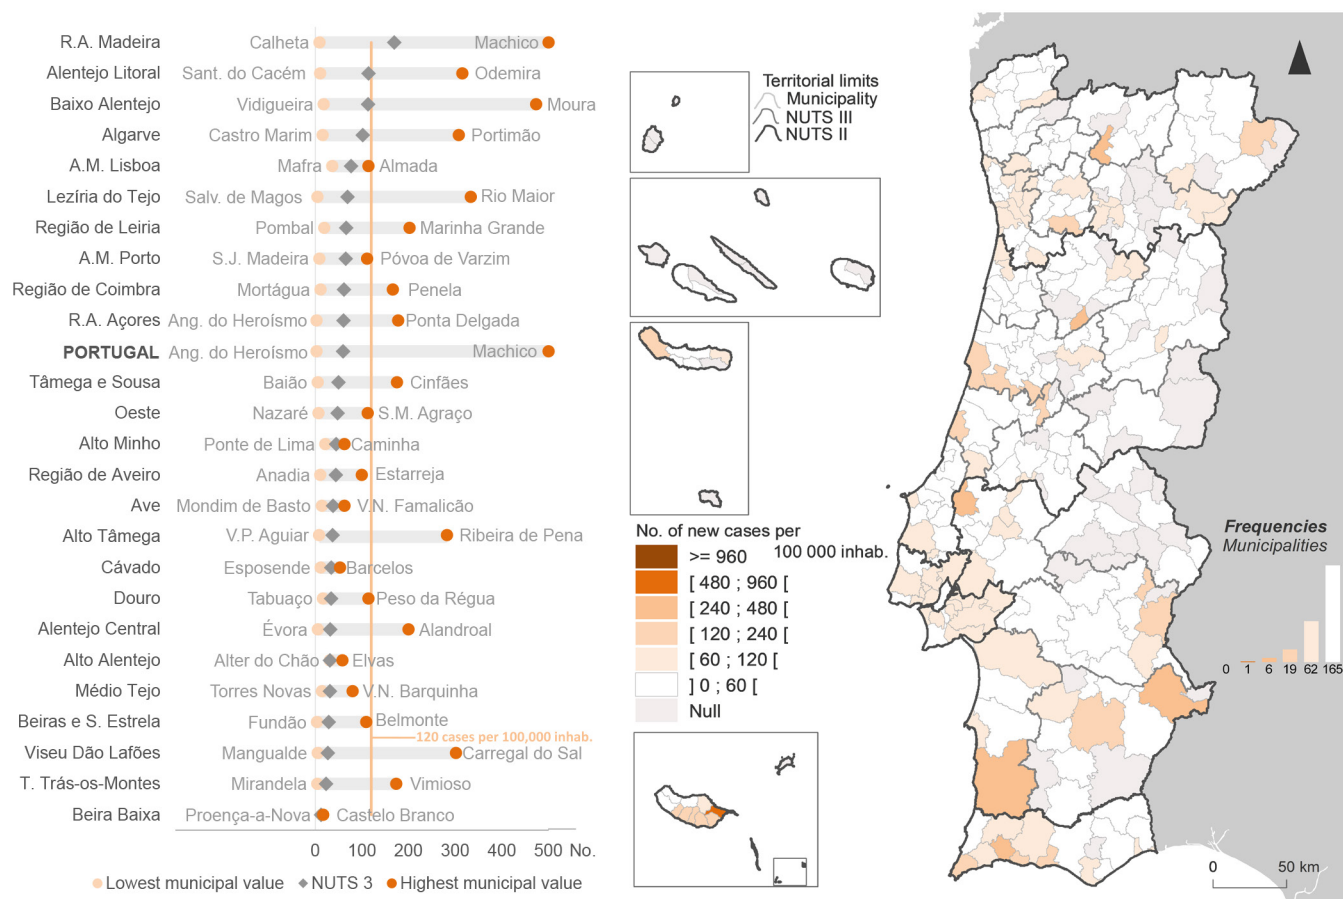 R.A. Madeira Calheta Machico
Alentejo Litoral Sant. do Cacém Odemira
Baixo Alentejo Vidigueira Moura
Algarve Castro Marim Portimão
A.M. Lisboa Mafra Almada
Lezíria do Tejo Salv. de Magos Rio Maior
Região de Leiria Pombal Marinha Grande
A.M. Porto S.J. Madeira Póvoa de Varzim
Região de Coimbra Mortágua Penela
R.A. Açores Ang. do Heroísmo Ponta Delgada
PORTUGAL Ang. do Heroísmo Machico
Tâmega e Sousa Baião Cinfães
Oeste Nazaré S.M. Agraço
Alto Minho Ponte de Lima Caminha
Região de Aveiro Anadia Estarreja
Ave Mondim de Basto V.N. Famalicão
Alto Tâmega V.P. Aguiar Ribeira de Pena
Cávado Esposende Barcelos
Douro Tabuaço Peso da Régua
Alentejo Central Évora Alandroal
Alto Alentejo Alter do Chão Elvas
Médio Tejo Torres Novas V.N. Barquinha
Beiras e S. Estrela Fundão Belmonte
120 cases per 100,000 inhab.
Viseu Dão Lafões Mangualde Carregal do Sal
T. Trás-os-Montes Mirandela Vimioso
Beira Baixa Proença-a-Nova Castelo Branco
0 100 200 300 400 500 No.
Lowest municipal value NUTS 3 Highest municipal value
Territorial limits
Municipality
NUTS III
NUTS II
No. of new cases per
100 000 inhab.
>= 960
[ 480 ; 960 [
[ 240 ; 480 [
[ 120 ; 240 [
[ 60 ; 120 [
] 0 ; 60 [
Null
Frequencies
Municipalities
0 1 6 19 62 165
0 50 km